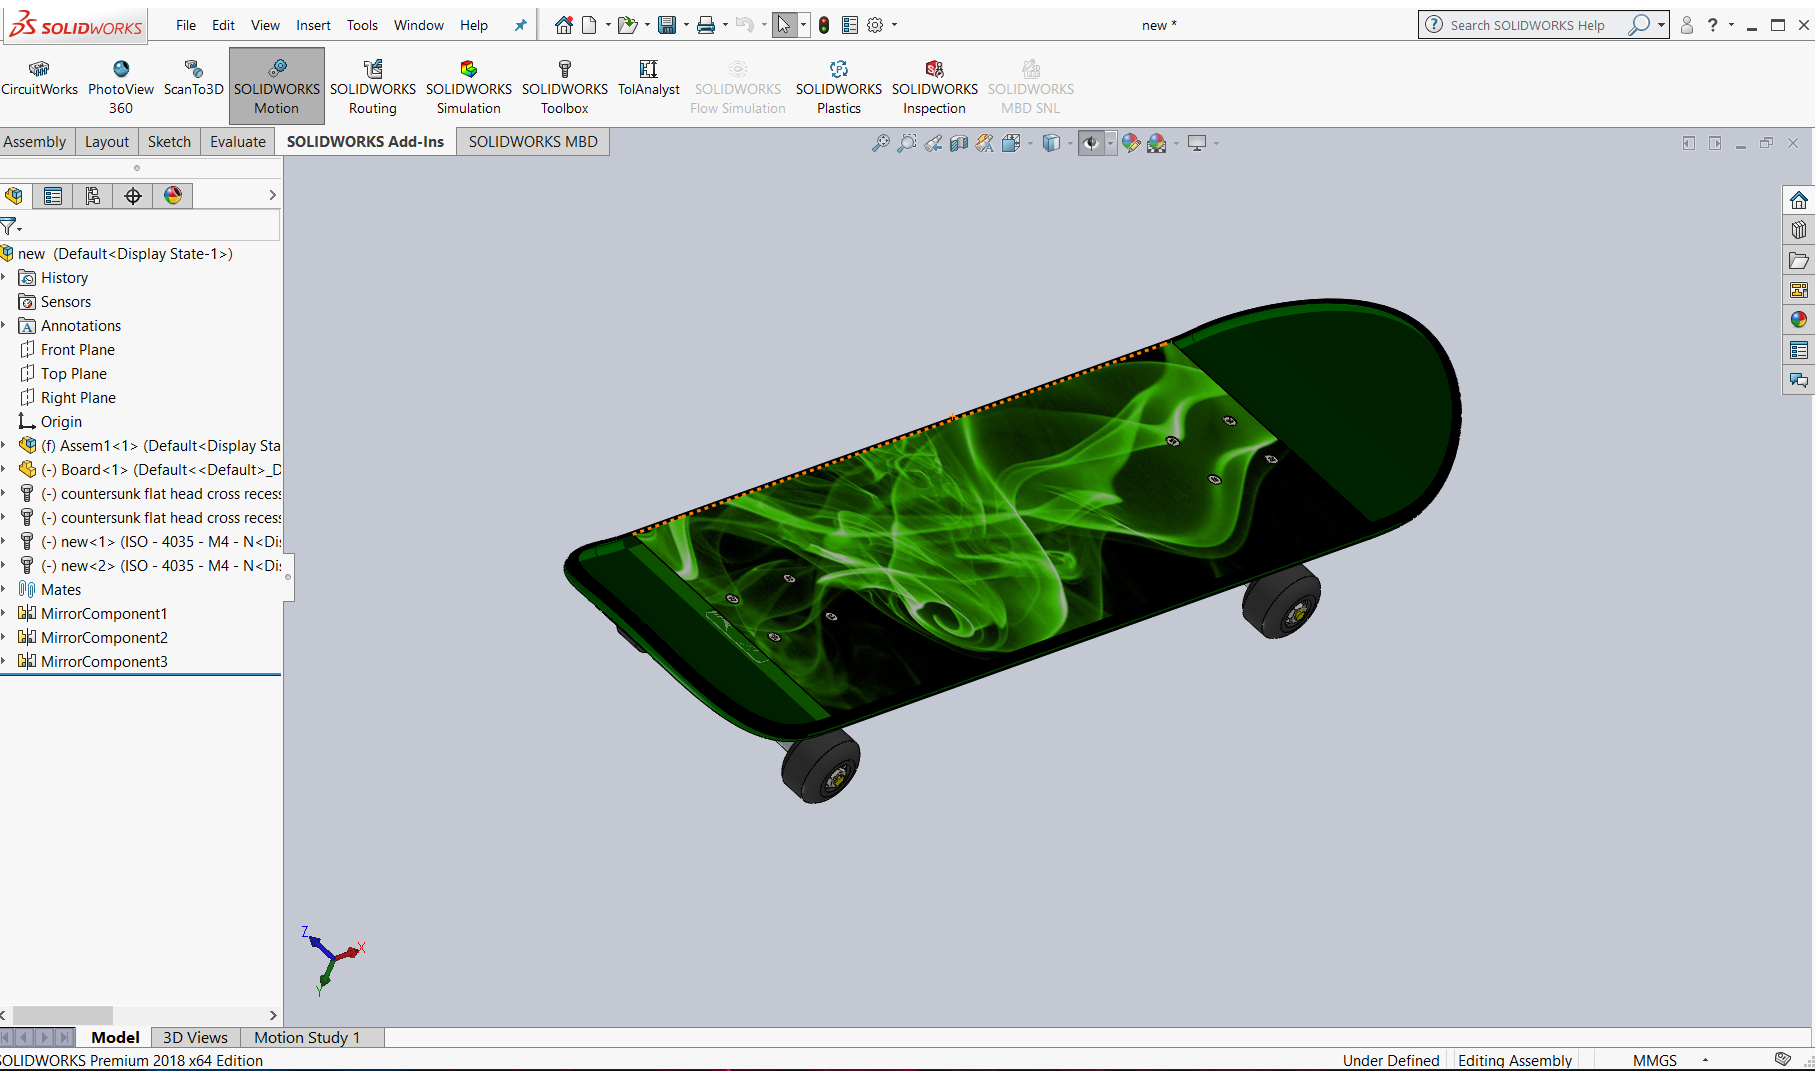 SOLIDWORKS File Edit View Insert Tools Window Help new * Search SOLIDWORKS Help ?
CircuitWorks PhotoView 360 ScanTo3D SOLIDWORKS Motion SOLIDWORKS Routing SOLIDWORKS Simulation SOLIDWORKS Toolbox TolAnalyst SOLIDWORKS Flow Simulation SOLIDWORKS Plastics SOLIDWORKS Inspection SOLIDWORKS MBD SNL
Assembly Layout Sketch Evaluate SOLIDWORKS Add-Ins SOLIDWORKS MBD
new (Default<Display State-1>)
History
Sensors
Annotations
Front Plane
Top Plane
Right Plane
Origin
(f) Assem1<1> (Default<Display Sta
(-) Board<1> (Default<<Default>_D
(-) countersunk flat head cross recess
(-) countersunk flat head cross recess
(-) new<1> (ISO - 4035 - M4 - N<Di
(-) new<2> (ISO - 4035 - M4 - N<Di
Mates
MirrorComponent1
MirrorComponent2
MirrorComponent3
Z
X
Y
Model 3D Views Motion Study 1
SOLIDWORKS Premium 2018 x64 Edition Under Defined Editing Assembly MMGS